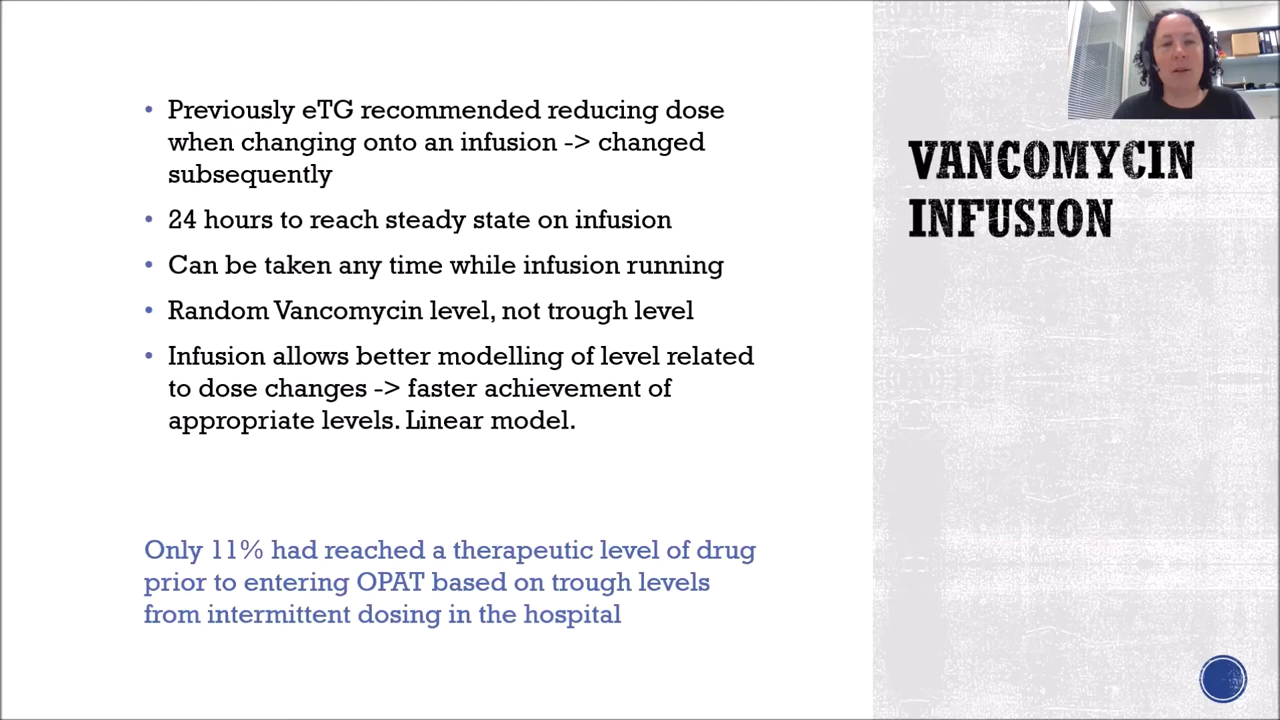 • Previously eTG recommended reducing dose
when changing onto an infusion -> changed
subsequently
• 24 hours to reach steady state on infusion
• Can be taken any time while infusion running
• Random Vancomycin level, not trough level
• Infusion allows better modelling of level related
to dose changes -> faster achievement of
appropriate levels. Linear model.
Only 11% had reached a therapeutic level of drug
prior to entering OPAT based on trough levels
from intermittent dosing in the hospital
VANCOMYCIN
INFUSION